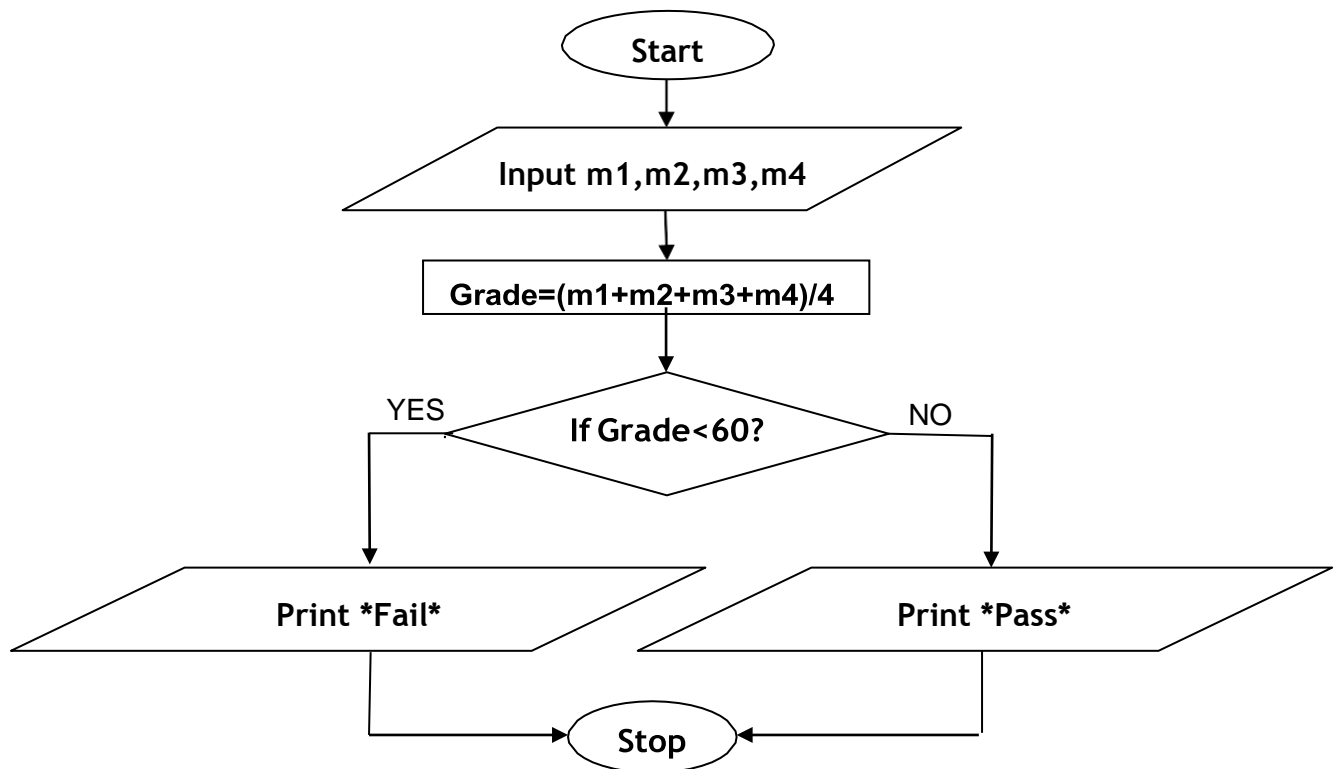 Start
Input m1,m2,m3,m4
Grade=(m1+m2+m3+m4)/4
YES
If Grade<60?
NO
Print *Fail*
Print *Pass*
Stop